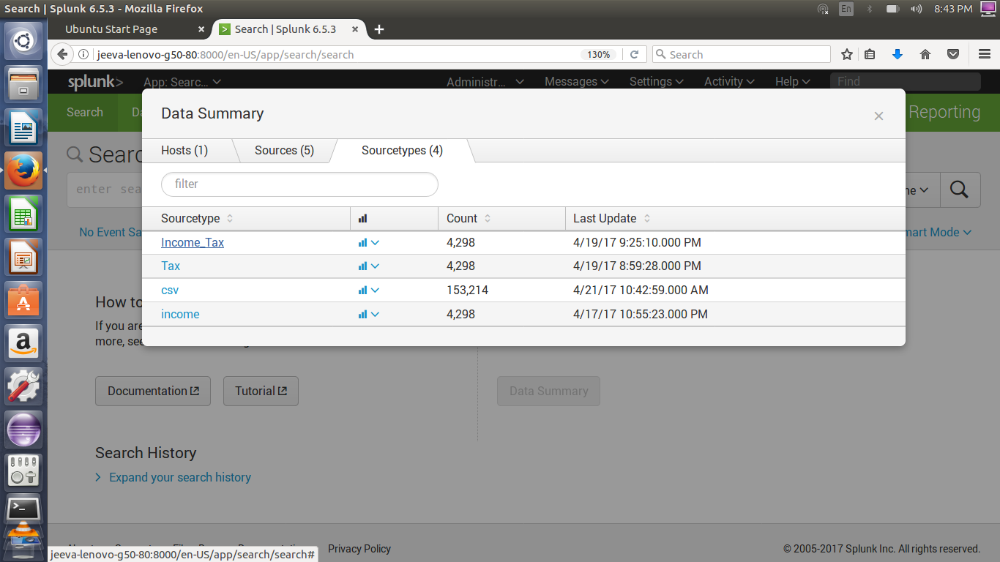 Search | Splunk 6.5.3 - Mozilla Firefox En 8:43 PM
Ubuntu Start Page × Search | Splunk 6.5.3 × +
jeeva-lenovo-g50-80:8000/en-US/app/search/search 130% Search
splunk> App: Searc... Administr... Messages Settings Activity Help Find
Search Da Reporting
Data Summary ×
Searc
Hosts (1) Sources (5) Sourcetypes (4)
filter
enter sea ne
Sourcetype Count Last Update
No Event Sa mart Mode
Income_Tax 4,298 4/19/17 9:25:10.000 PM
Tax 4,298 4/19/17 8:59:28.000 PM
csv 153,214 4/21/17 10:42:59.000 AM
income 4,298 4/17/17 10:55:23.000 PM
How to
If you are
more, see
Documentation Tutorial Data Summary
Search History
Expand your search history
Privacy Policy © 2005-2017 Splunk Inc. All rights reserved.
jeeva-lenovo-g50-80:8000/en-US/app/search/search#